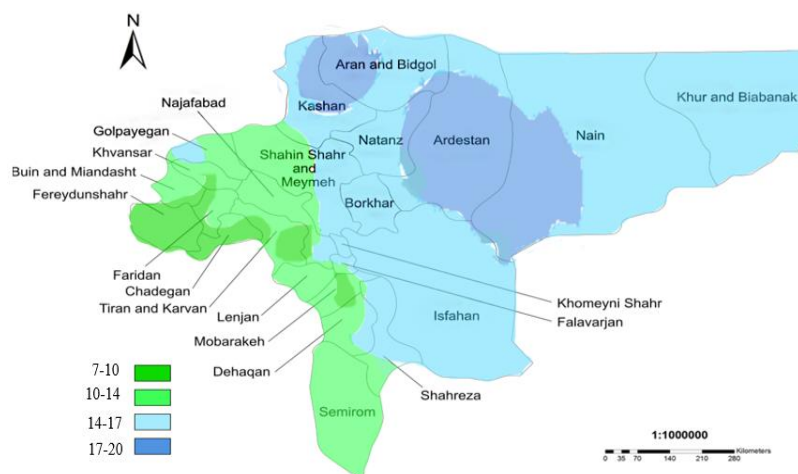 N
Aran and Bidgol
Kashan
Najafabad
Golpayegan
Khvansar
Buin and Miandasht
Fereydunshahr
Shahin Shahr
and
Meymeh
Natanz
Ardestan
Nain
Khur and Biabanak
Borkhar
Faridan
Chadegan
Tiran and Karvan
Lenjan
Mobarakeh
Dehaqan
Khomeyni Shahr
Falavarjan
Isfahan
Shahreza
Semirom
7-10
10-14
14-17
17-20
1:1000000
Kilometers
0 35 70 140 210 280